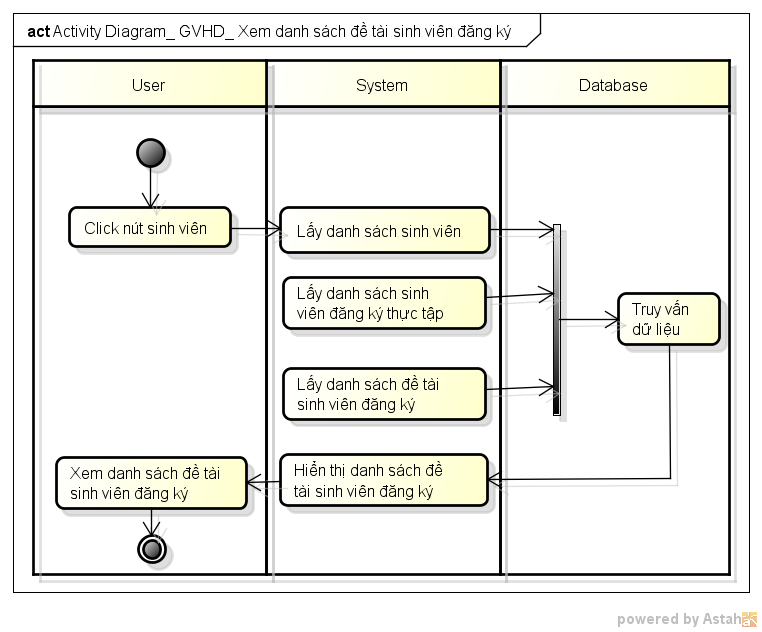 act Activity Diagram_ GVHD_ Xem danh sách đề tài sinh viên đăng ký
User
System
Database
Click nút sinh viên
Lấy danh sách sinh viên
Lấy danh sách sinh
viên đăng ký thực tập
Truy vấn
dữ liệu
Lấy danh sách đề tài
sinh viên đăng ký
Hiển thị danh sách đề
tài sinh viên đăng ký
Xem danh sách đề tài
sinh viên đăng ký
powered by Astah